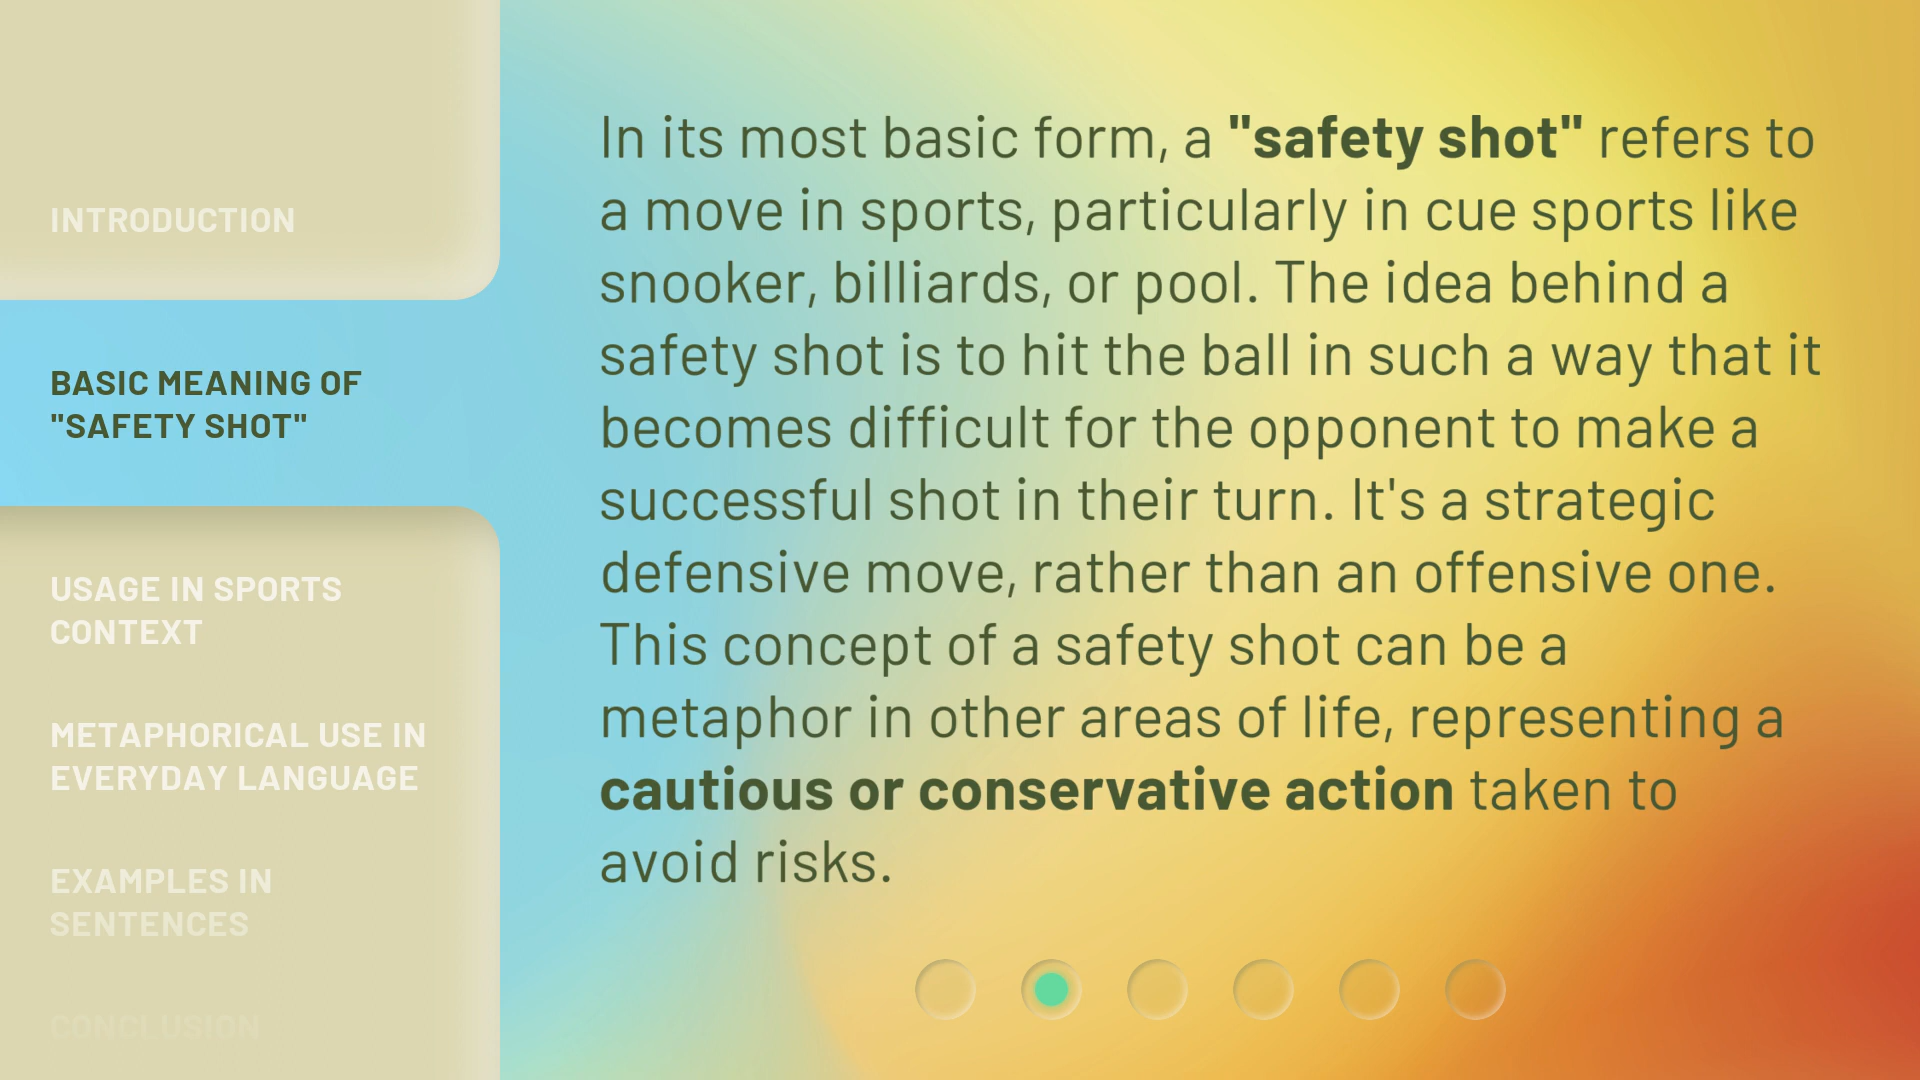 INTRODUCTION
BASIC MEANING OF
"SAFETY SHOT"
USAGE IN SPORTS
CONTEXT
METAPHORICAL USE IN
EVERYDAY LANGUAGE
EXAMPLES IN
SENTENCES
CONCLUSION
In its most basic form, a "safety shot" refers to
a move in sports, particularly in cue sports like
snooker, billiards, or pool. The idea behind a
safety shot is to hit the ball in such a way that it
becomes difficult for the opponent to make a
successful shot in their turn. It's a strategic
defensive move, rather than an offensive one.
This concept of a safety shot can be a
metaphor in other areas of life, representing a
cautious or conservative action taken to
avoid risks.